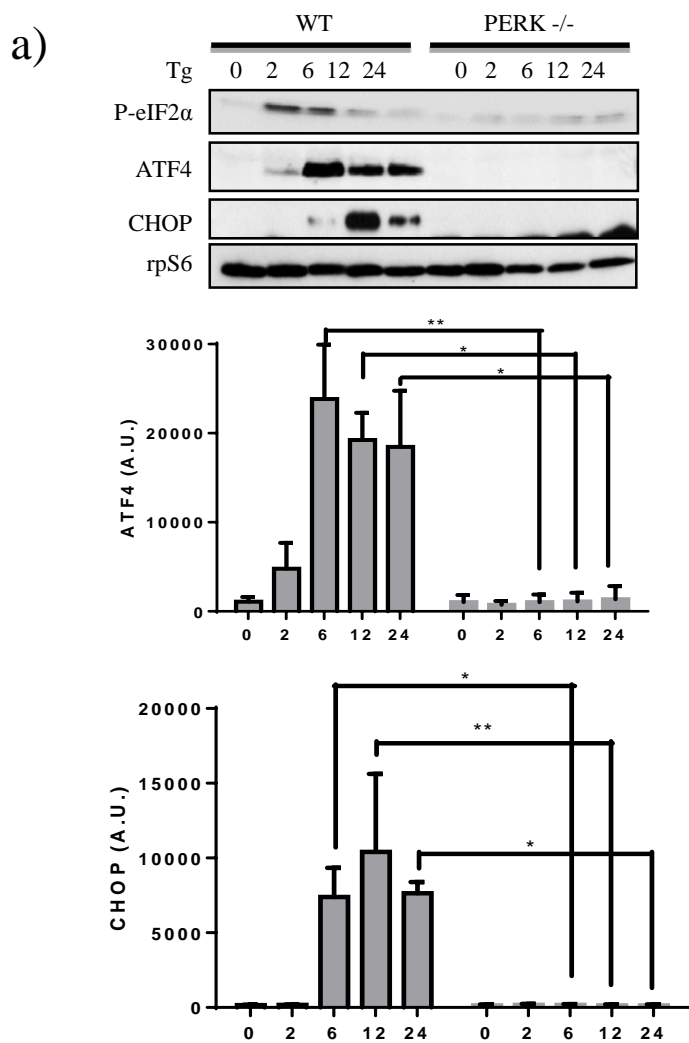 a)
WT PERK -/-
Tg 0 2 6 12 24 0 2 6 12 24
P-eIF2α
ATF4
CHOP
rpS6
**
*
*
30000
20000
10000
0
ATF4 (A.U.)
0 2 6 12 24 0 2 6 12 24
*
**
*
20000
15000
10000
5000
0
CHOP (A.U.)
0 2 6 12 24 0 2 6 12 24